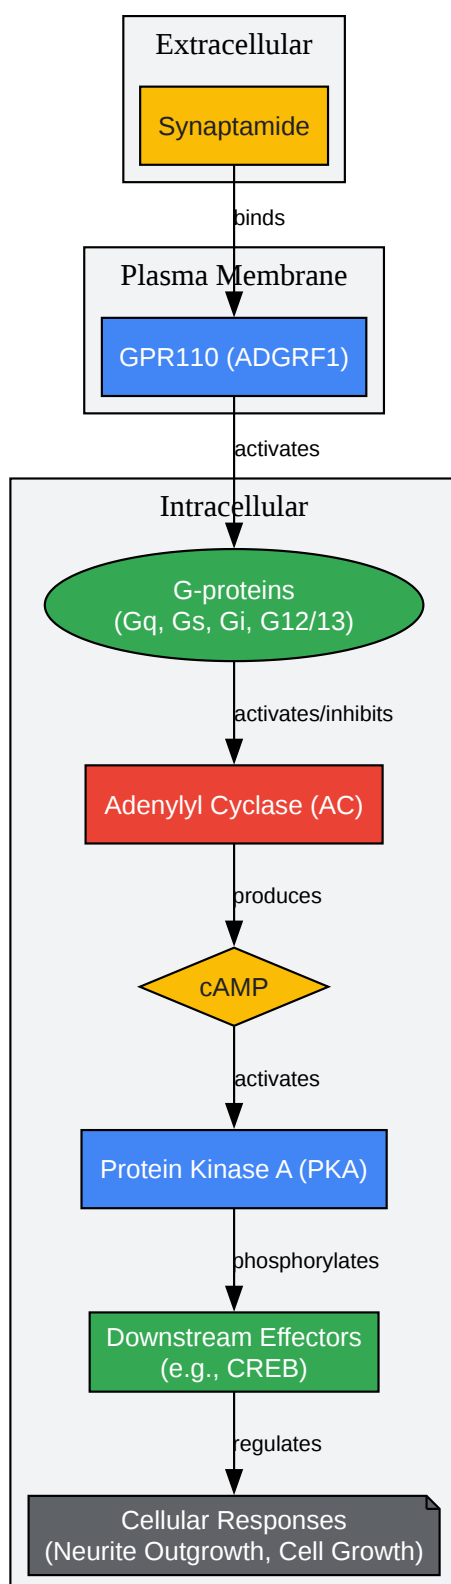 Extracellular
Synaptamide
binds
Plasma Membrane
GPR110 (ADGRF1)
activates
Intracellular
G-proteins
(Gq, Gs, Gi, G12/13)
activates/inhibits
Adenylyl Cyclase (AC)
produces
cAMP
activates
Protein Kinase A (PKA)
phosphorylates
Downstream Effectors
(e.g., CREB)
regulates
Cellular Responses
(Neurite Outgrowth, Cell Growth)